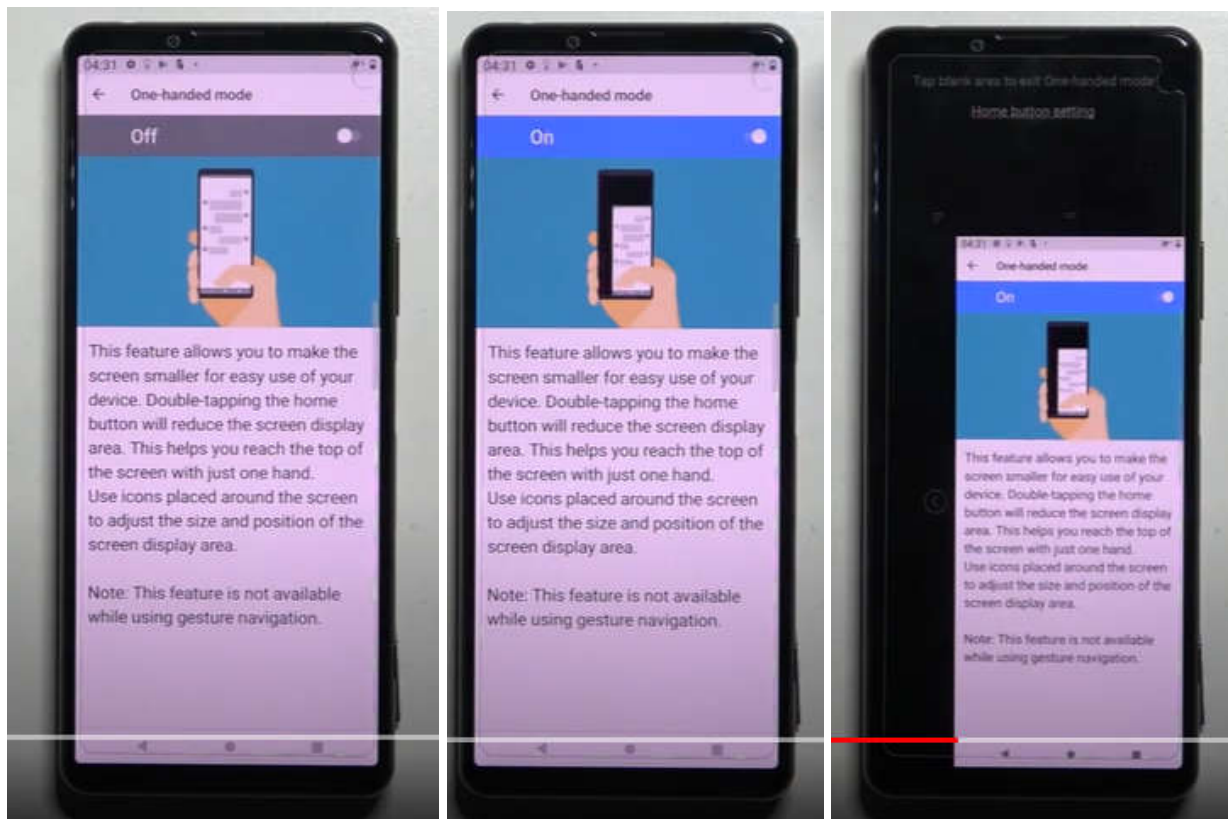 04:31
One-handed mode
Off
This feature allows you to make the
screen smaller for easy use of your
device. Double-tapping the home
button will reduce the screen display
area. This helps you reach the top of
the screen with just one hand.
Use icons placed around the screen
to adjust the size and position of the
screen display area.
Note: This feature is not available
while using gesture navigation.
04:31
One-handed mode
On
This feature allows you to make the
screen smaller for easy use of your
device. Double-tapping the home
button will reduce the screen display
area. This helps you reach the top of
the screen with just one hand.
Use icons placed around the screen
to adjust the size and position of the
screen display area.
Note: This feature is not available
while using gesture navigation.
Tap blank area to exit One-handed mode
Home button setting
04:31
One-handed mode
On
This feature allows you to make the
screen smaller for easy use of your
device. Double-tapping the home
button will reduce the screen display
area. This helps you reach the top of
the screen with just one hand.
Use icons placed around the screen
to adjust the size and position of the
screen display area.
Note: This feature is not available
while using gesture navigation.